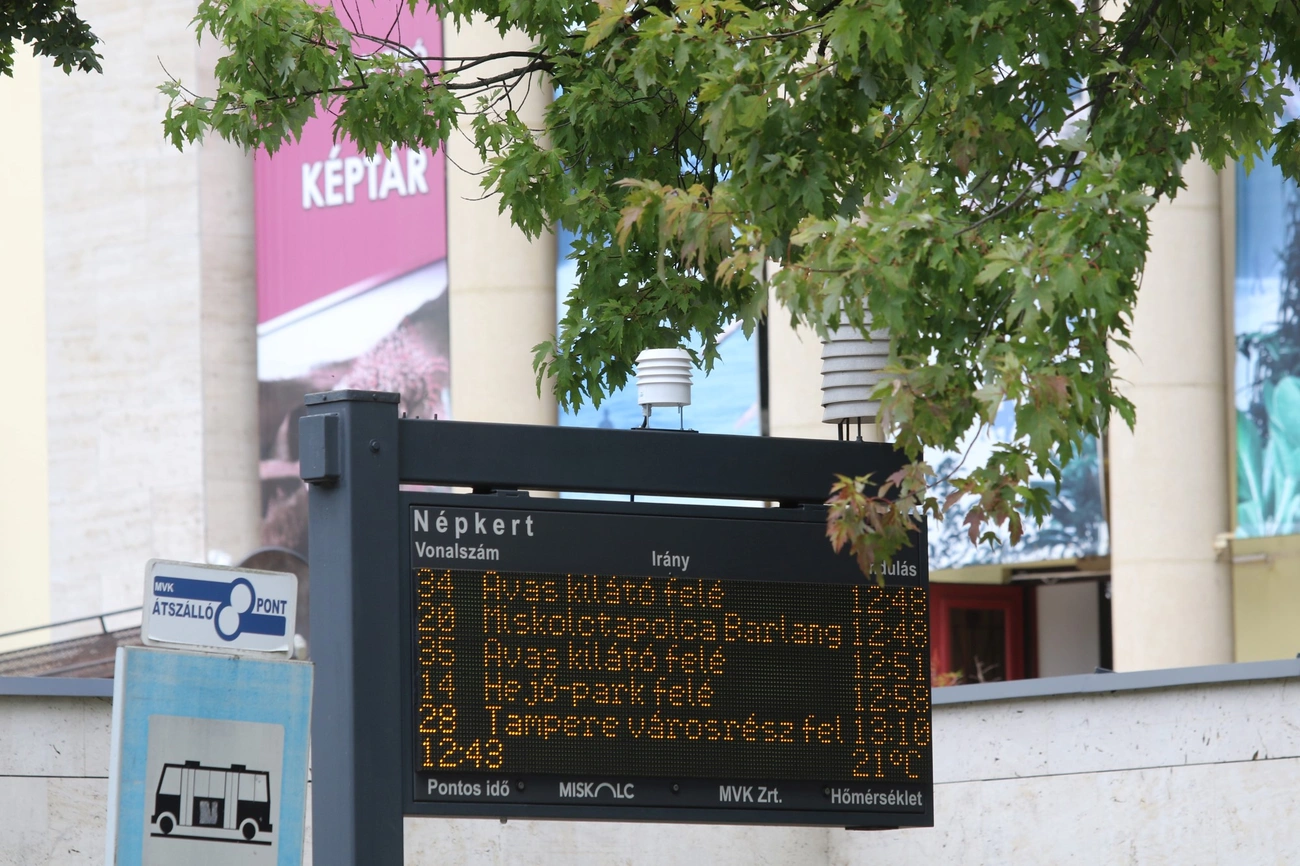 KÉPTÁR
Népkert
Vonalszám Irány
34 Avas kilátó felé 12:48
20 Miskolctapolca Barlang 12:48
35 Avas kilátó felé 12:51
14 Hejő-park felé 12:58
28 Tampere városrész fel 13:10
12:43 21°C
Pontos idő MISKOLC MVK Zrt. Hőmérséklet
MVK
ÁTSZÁLLÓ PONT